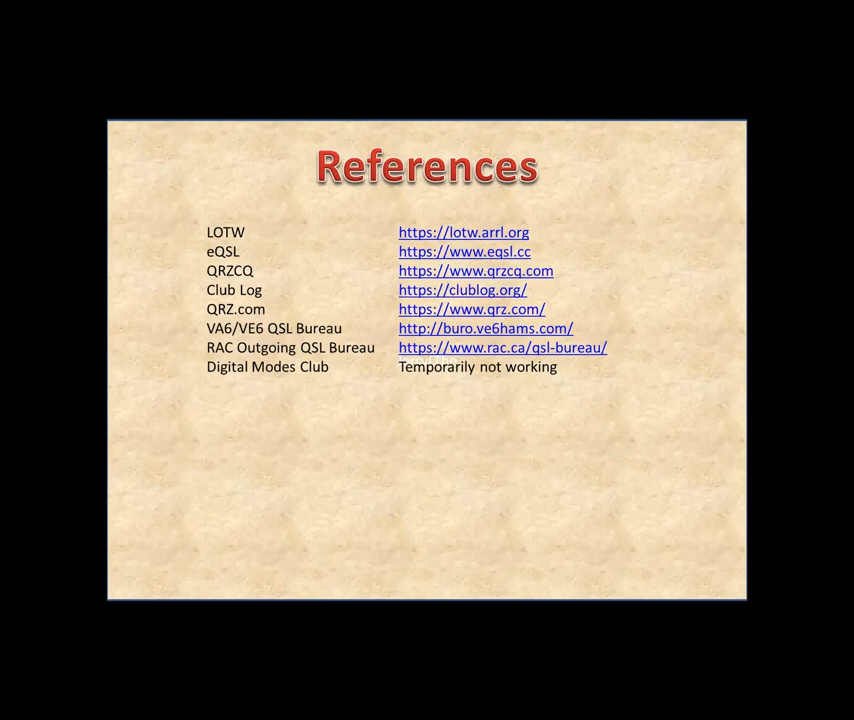 References
LOTW https://lotw.arrl.org
eQSL https://www.eqsl.cc
QRZCQ https://www.qrzcq.com
Club Log https://clublog.org/
QRZ.com https://www.qrz.com/
VA6/VE6 QSL Bureau http://buro.ve6hams.com/
RAC Outgoing QSL Bureau https://www.rac.ca/qsl-bureau/
Digital Modes Club Temporarily not working